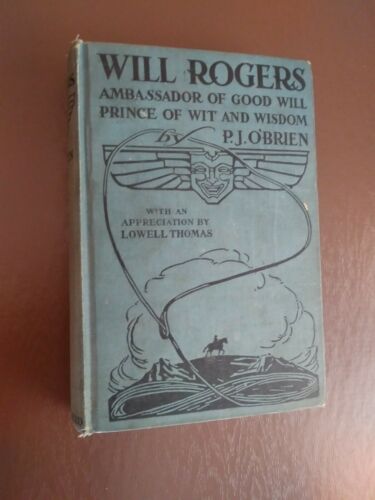 WILL ROGERS
AMBASSADOR OF GOOD WILL
PRINCE OF WIT AND WISDOM
by P.J. O'BRIEN
WITH AN
APPRECIATION BY
LOWELL THOMAS